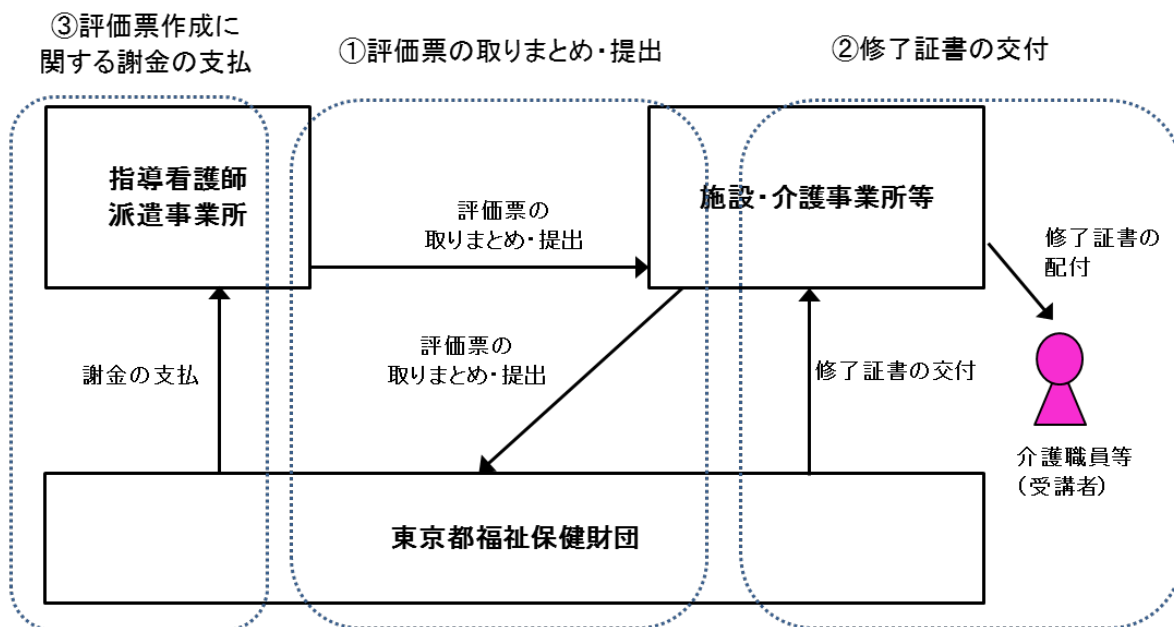 ③評価票作成に
関する謝金の支払
①評価票の取りまとめ・提出
②修了証書の交付
指導看護師
派遣事業所
施設・介護事業所等
評価票の
取りまとめ・提出
修了証書の
配付
謝金の支払
評価票の
取りまとめ・提出
修了証書の交付
介護職員等
（受講者）
東京都福祉保健財団